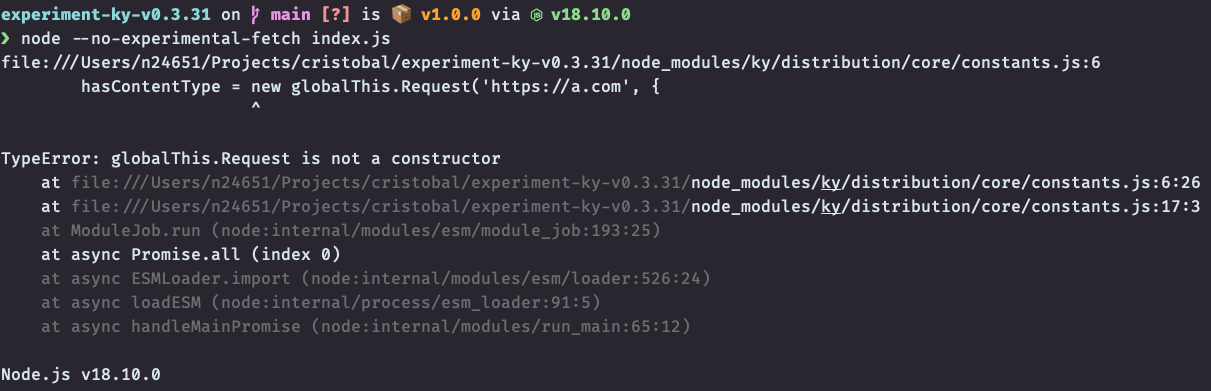 experiment-ky-v0.3.31 on main [?] is 📦 v1.0.0 via v18.10.0
❯ node --no-experimental-fetch index.js
file:///Users/n24651/Projects/cristobal/experiment-ky-v0.3.31/node_modules/ky/distribution/core/constants.js:6
        hasContentType = new globalThis.Request('https://a.com', {
                         ^
TypeError: globalThis.Request is not a constructor
    at file:///Users/n24651/Projects/cristobal/experiment-ky-v0.3.31/node_modules/ky/distribution/core/constants.js:6:26
    at file:///Users/n24651/Projects/cristobal/experiment-ky-v0.3.31/node_modules/ky/distribution/core/constants.js:17:3
    at ModuleJob.run (node:internal/modules/esm/module_job:193:25)
    at async Promise.all (index 0)
    at async ESMLoader.import (node:internal/modules/esm/loader:526:24)
    at async loadESM (node:internal/process/esm_loader:91:5)
    at async handleMainPromise (node:internal/modules/run_main:65:12)
Node.js v18.10.0